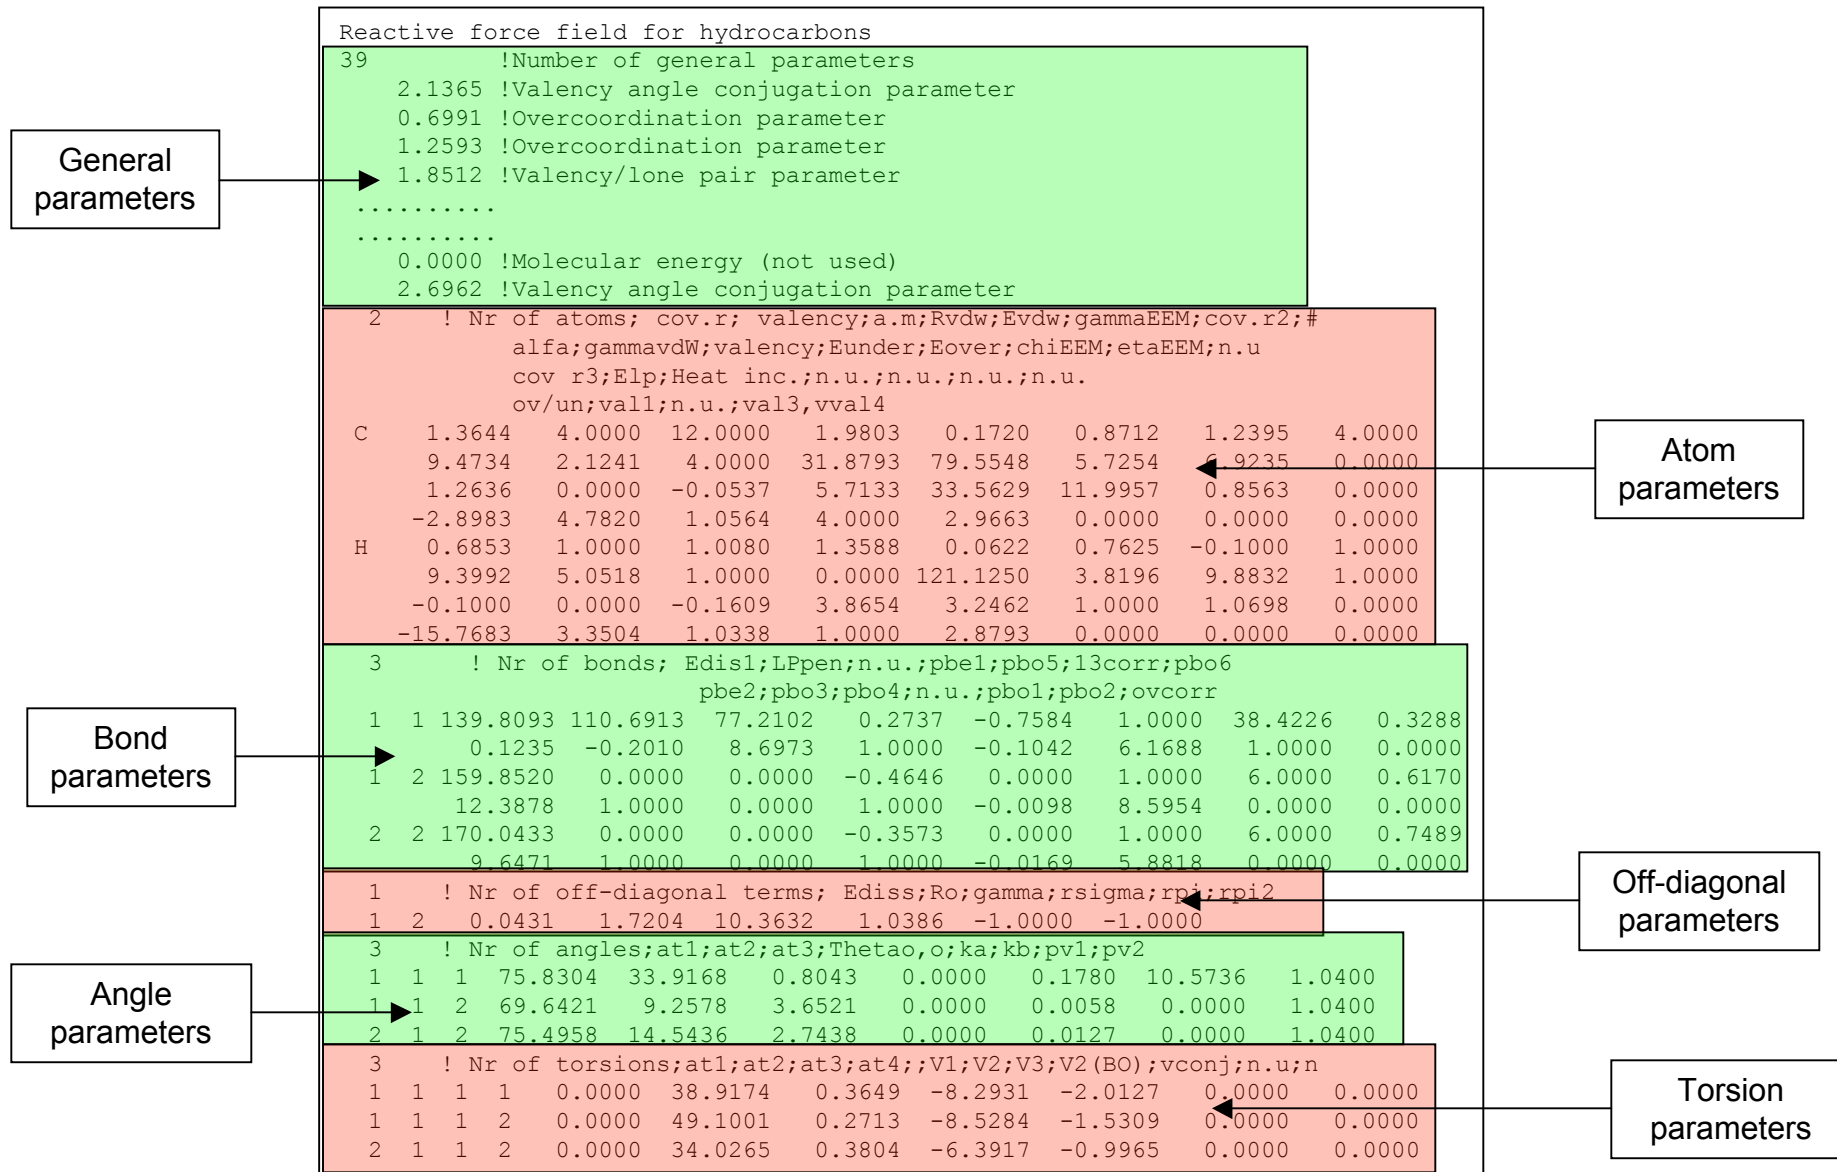 Reactive force field for hydrocarbons
39 !Number of general parameters
2.1365 !Valency angle conjugation parameter
0.6991 !Overcoordination parameter
1.2593 !Overcoordination parameter
1.8512 !Valency/lone pair parameter
..........
..........
0.0000 !Molecular energy (not used)
2.6962 !Valency angle conjugation parameter
General
parameters
2 ! Nr of atoms; cov.r; valency;a.m;Rvdw;Evdw;gammaEEM;cov.r2;#
alfa;gammavdW;valency;Eunder;Eover;chiEEM;etaEEM;n.u
cov r3;Elp;Heat inc.;n.u.;n.u.;n.u.;n.u.
ov/un;val1;n.u.;val3,vval4
C 1.3644 4.0000 12.0000 1.9803 0.1720 0.8712 1.2395 4.0000
9.4734 2.1241 4.0000 31.8793 79.5548 5.7254 6.9235 0.0000
1.2636 0.0000 -0.0537 5.7133 33.5629 11.9957 0.8563 0.0000
-2.8983 4.7820 1.0564 4.0000 2.9663 0.0000 0.0000 0.0000
H 0.6853 1.0000 1.0080 1.3588 0.0622 0.7625 -0.1000 1.0000
9.3992 5.0518 1.0000 0.0000 121.1250 3.8196 9.8832 1.0000
-0.1000 0.0000 -0.1609 3.8654 3.2462 1.0000 1.0698 0.0000
-15.7683 3.3504 1.0338 1.0000 2.8793 0.0000 0.0000 0.0000
Atom
parameters
3 ! Nr of bonds; Edis1;LPpen;n.u.;pbe1;pbo5;13corr;pbo6
pbe2;pbo3;pbo4;n.u.;pbo1;pbo2;ovcorr
1 1 139.8093 110.6913 77.2102 0.2737 -0.7584 1.0000 38.4226 0.3288
0.1235 -0.2010 8.6973 1.0000 -0.1042 6.1688 1.0000 0.0000
1 2 159.8520 0.0000 0.0000 -0.4646 0.0000 1.0000 6.0000 0.6170
12.3878 1.0000 0.0000 1.0000 -0.0098 8.5954 0.0000 0.0000
2 2 170.0433 0.0000 0.0000 -0.3573 0.0000 1.0000 6.0000 0.7489
9.6471 1.0000 0.0000 1.0000 -0.0169 5.8818 0.0000 0.0000
Bond
parameters
1 ! Nr of off-diagonal terms; Ediss;Ro;gamma;rsigma;rpi;rpi2
1 2 0.0431 1.7204 10.3632 1.0386 -1.0000 -1.0000
Off-diagonal
parameters
3 ! Nr of angles;at1;at2;at3;Thetao,o;ka;kb;pv1;pv2
1 1 1 75.8304 33.9168 0.8043 0.0000 0.1780 10.5736 1.0400
1 1 2 69.6421 9.2578 3.6521 0.0000 0.0058 0.0000 1.0400
2 1 2 75.4958 14.5436 2.7438 0.0000 0.0127 0.0000 1.0400
Angle
parameters
3 ! Nr of torsions;at1;at2;at3;at4;;V1;V2;V3;V2(BO);vconj;n.u;n
1 1 1 1 0.0000 38.9174 0.3649 -8.2931 -2.0127 0.0000 0.0000
1 1 1 2 0.0000 49.1001 0.2713 -8.5284 -1.5309 0.0000 0.0000
2 1 1 2 0.0000 34.0265 0.3804 -6.3917 -0.9965 0.0000 0.0000
Torsion
parameters